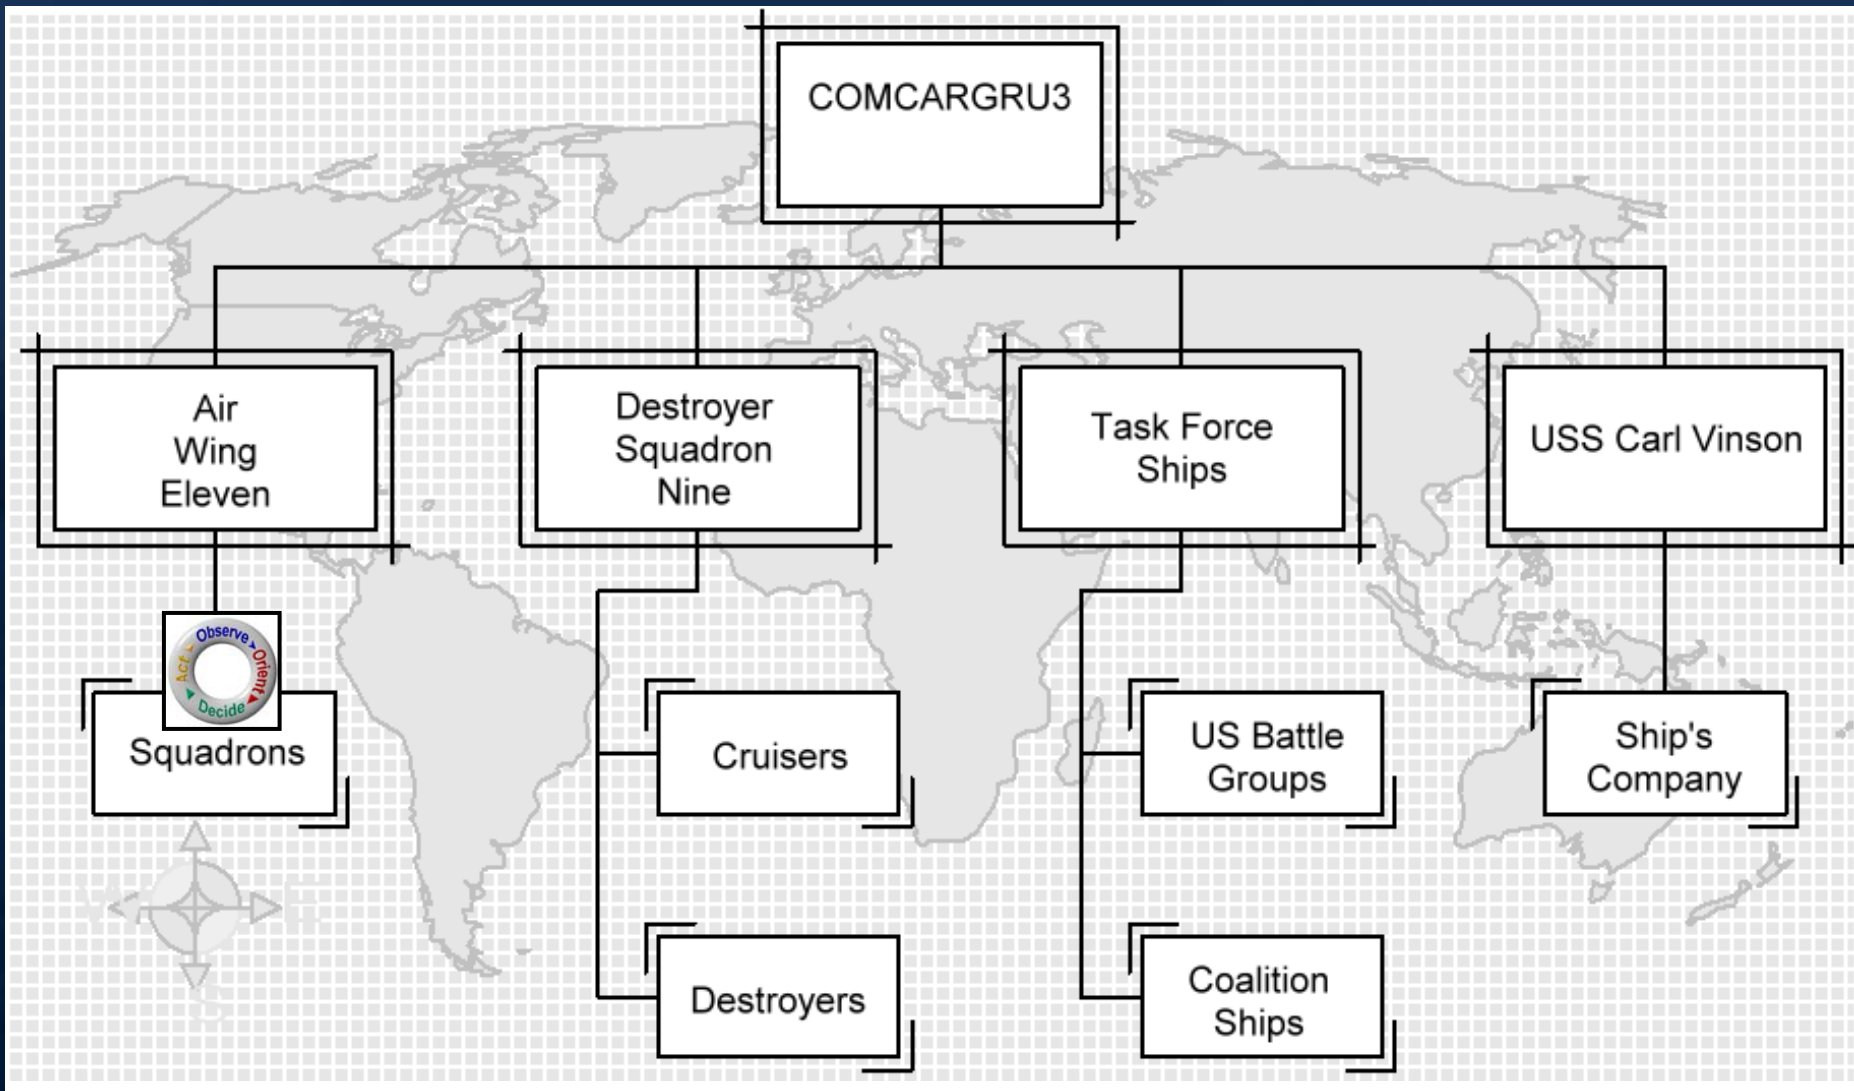 COMCARGRU3
Air
Wing
Eleven
Destroyer
Squadron
Nine
Task Force
Ships
USS Carl Vinson
Observe
Orient
Decide
Act
Squadrons
Cruisers
US Battle
Groups
Ship's
Company
Destroyers
Coalition
Ships
E
S